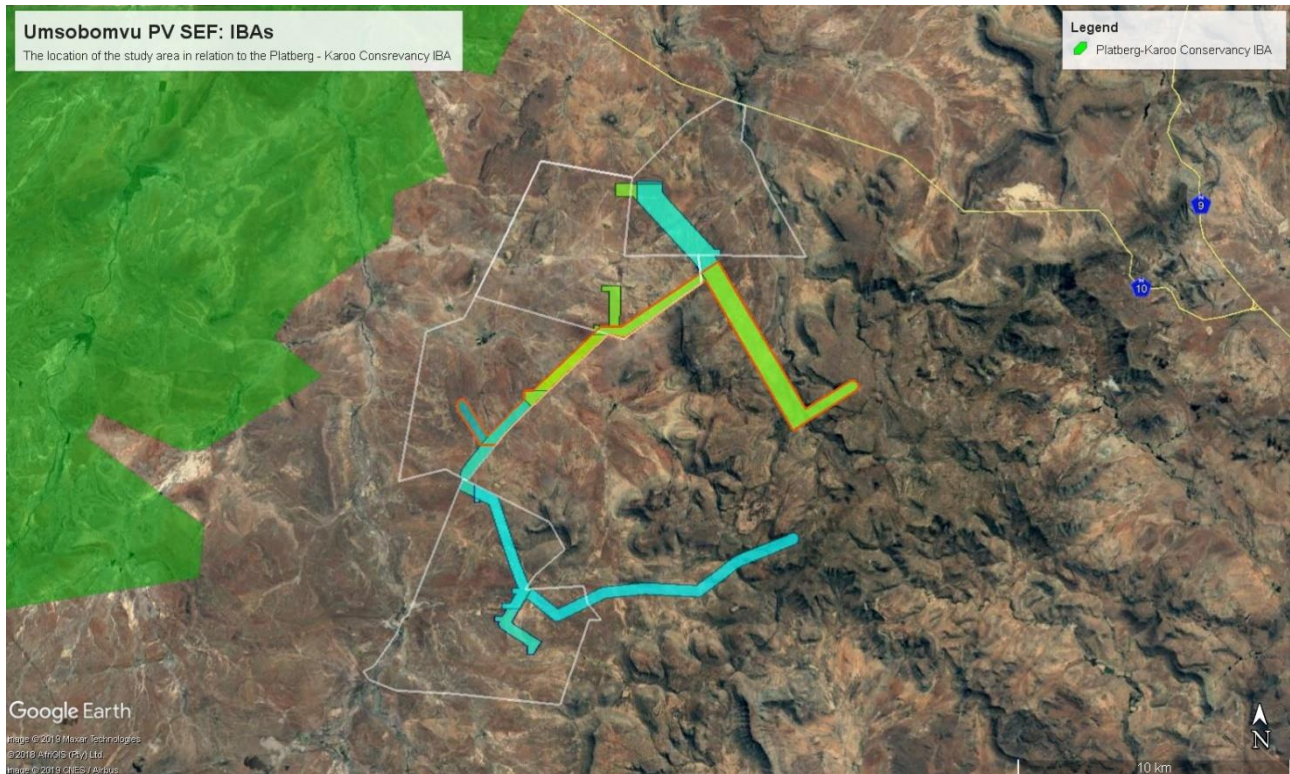 Umsobomvu PV SEF: IBAs
The location of the study area in relation to the Platberg - Karoo Consrevancy IBA
Legend
Platberg-Karoo Conservancy IBA
9
10
Google Earth
Image © 2019 Maxar Technologies
©2018 AfriGIS (Pty) Ltd.
Image © 2019 CNES / Airbus
N
10 km